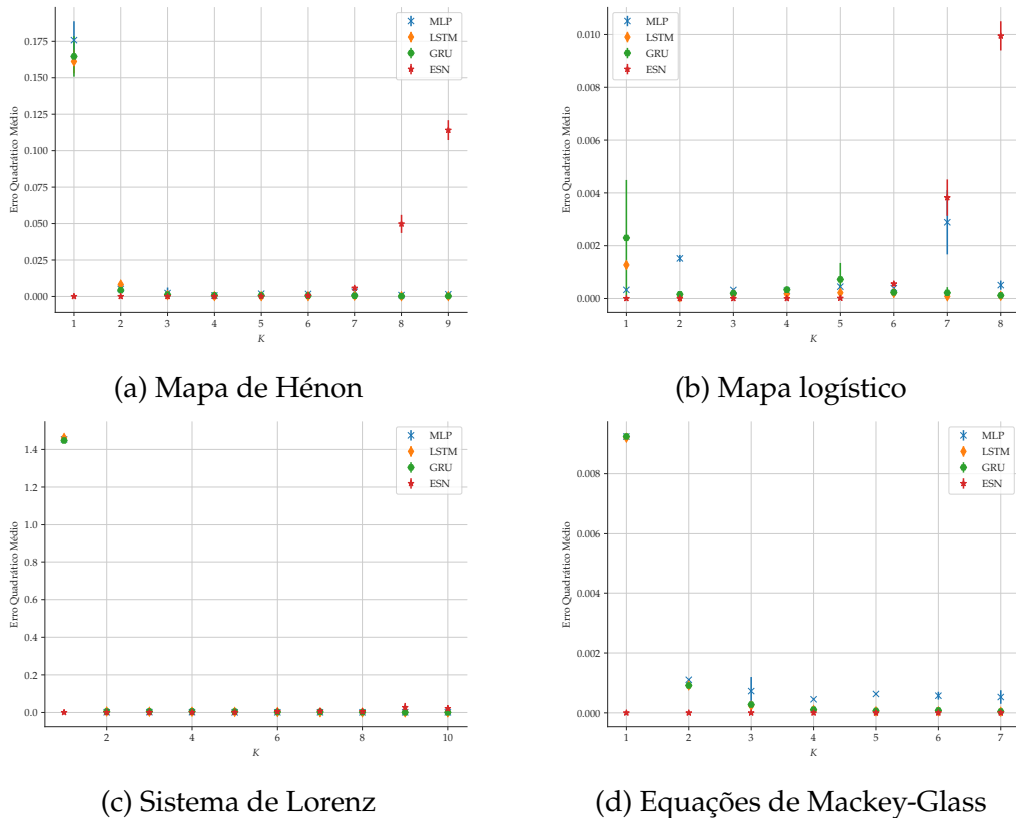 MLP
LSTM
GRU
ESN
0.175
0.150
0.125
0.100
0.075
0.050
0.025
0.000
Erro Quadrático Médio
1 2 3 4 5 6 7 8 9
K
(a) Mapa de Hénon
MLP
LSTM
GRU
ESN
0.010
0.008
0.006
0.004
0.002
0.000
Erro Quadrático Médio
1 2 3 4 5 6 7 8
K
(b) Mapa logístico
MLP
LSTM
GRU
ESN
1.4
1.2
1.0
0.8
0.6
0.4
0.2
0.0
Erro Quadrático Médio
2 4 6 8 10
K
(c) Sistema de Lorenz
MLP
LSTM
GRU
ESN
0.008
0.006
0.004
0.002
0.000
Erro Quadrático Médio
1 2 3 4 5 6 7
K
(d) Equações de Mackey-Glass